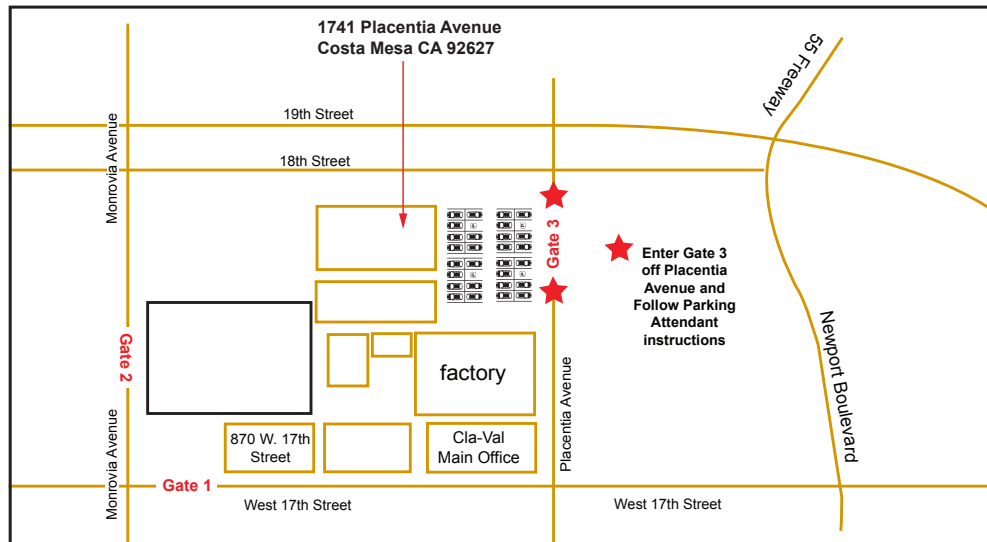 1741 Placentia Avenue
Costa Mesa CA 92627
55 Freeway
19th Street
Monrovia Avenue
18th Street
Gate 3
Enter Gate 3
off Placentia
Avenue and
Follow Parking
Attendant
instructions
Gate 2
factory
Placentia Avenue
Newport Boulevard
870 W. 17th
Street
Cla-Val
Main Office
Monrovia Avenue
Gate 1
West 17th Street
West 17th Street